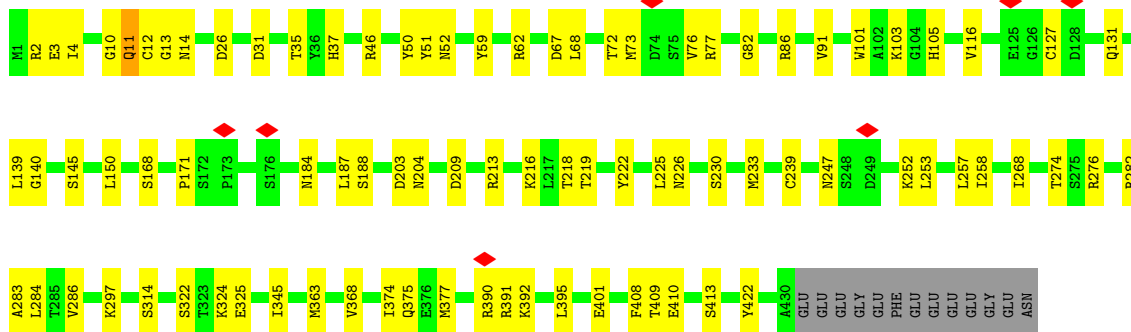 M1 R2 E3 I4 G10 Q11 C12 G13 N14 D26 D31 T35 Y36 H37 R46 Y50 Y51 N52 Y59 R62 D67 L68 T72 M73 D74 S75 V76 R77 G82 R86 V91 W101 A102 K103 G104 H105 V116 E125 G126 C127 D128 Q131
L139 G140 S145 L150 S168 P171 S172 P173 S176 N184 L187 S188 D203 N204 D209 R213 K216 L217 T218 T219 Y222 L225 N226 S230 M233 C239 N247 S248 D249 K252 L253 L257 I258 I268 T274 S275 R276 R282
A283 L284 T285 V286 K297 S314 S322 T323 K324 E325 I345 M363 V368 I374 Q375 E376 M377 R390 R391 K392 L395 E401 F408 T409 E410 S413 Y422 A430 GLU GLU GLU GLY GLU PHE GLU GLU GLU GLU GLY GLU ASN